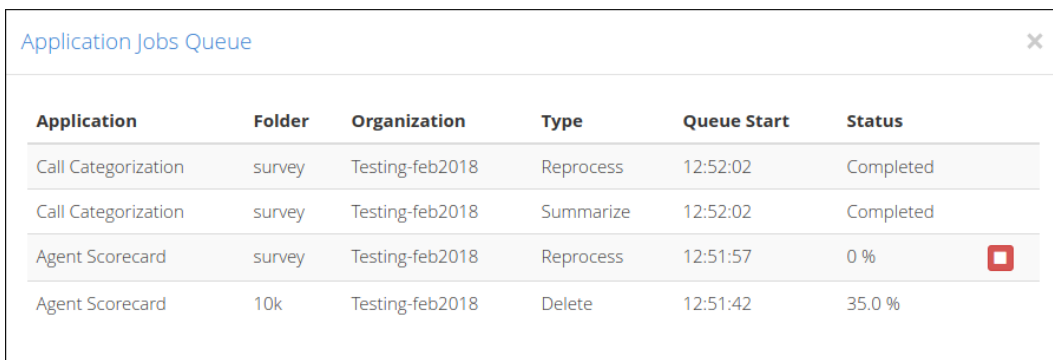 Application Jobs Queue ×
Application Folder Organization Type Queue Start Status
Call Categorization survey Testing-feb2018 Reprocess 12:52:02 Completed
Call Categorization survey Testing-feb2018 Summarize 12:52:02 Completed
Agent Scorecard survey Testing-feb2018 Reprocess 12:51:57 0 %
Agent Scorecard 10k Testing-feb2018 Delete 12:51:42 35.0 %